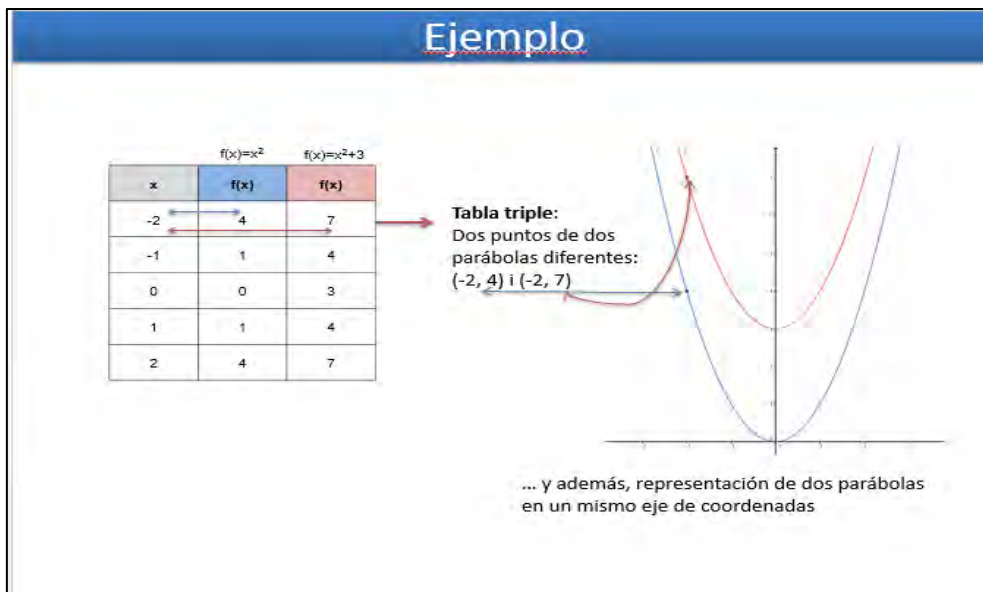 Ejemplo
f(x)=x² f(x)=x²+3
x f(x) f(x)
-2 4 7
-1 1 4
0 0 3
1 1 4
2 4 7
Tabla triple:
Dos puntos de dos
parábolas diferentes:
(-2, 4) i (-2, 7)
... y además, representación de dos parábolas
en un mismo eje de coordenadas